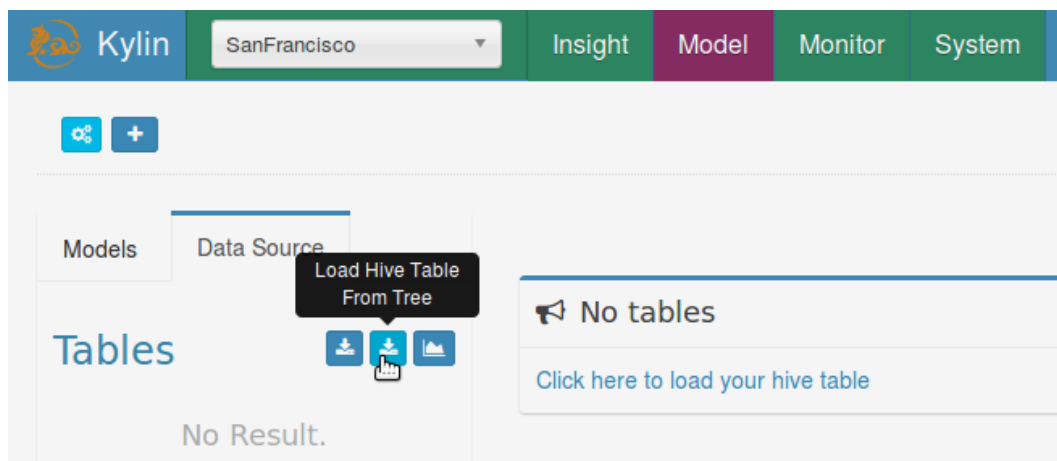 Kylin SanFrancisco Insight Model Monitor System
Models Data Source
Load Hive Table
From Tree
No tables
Tables
Click here to load your hive table
No Result.